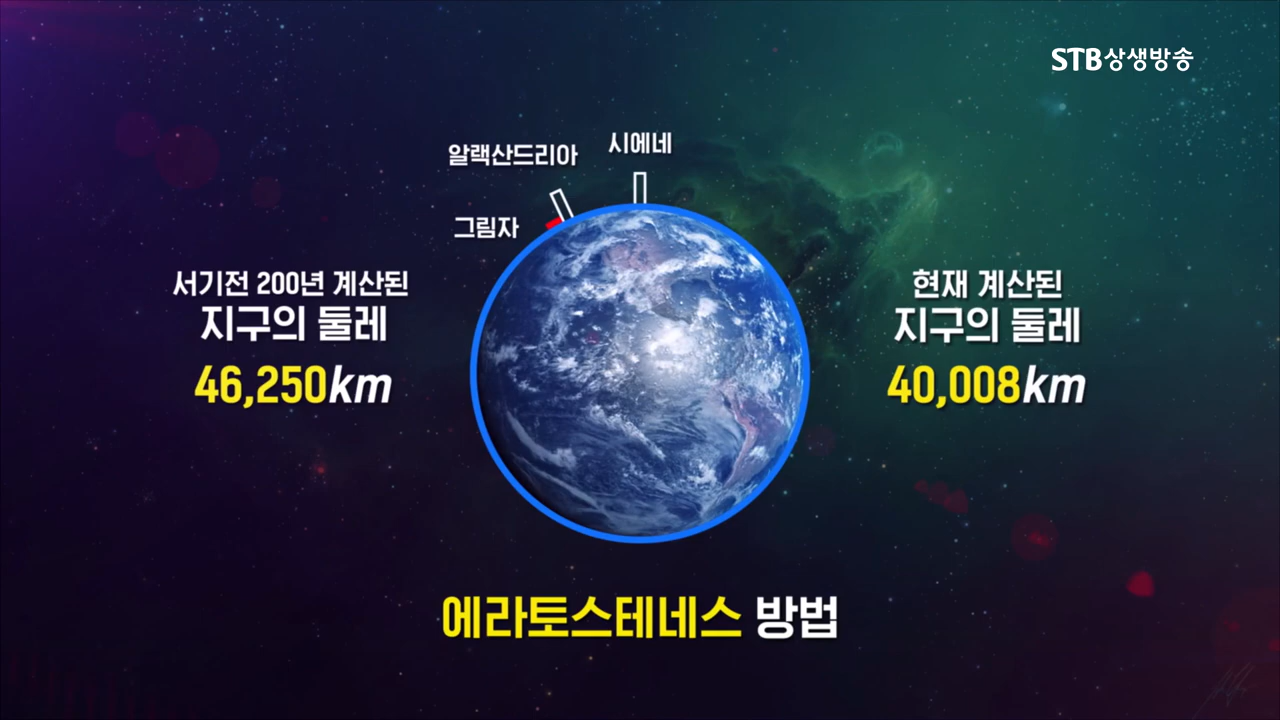 STB상생방송
알랙산드리아
시에네
그림자
서기전 200년 계산된
지구의 둘레
46,250km
현재 계산된
지구의 둘레
40,008km
에라토스테네스 방법